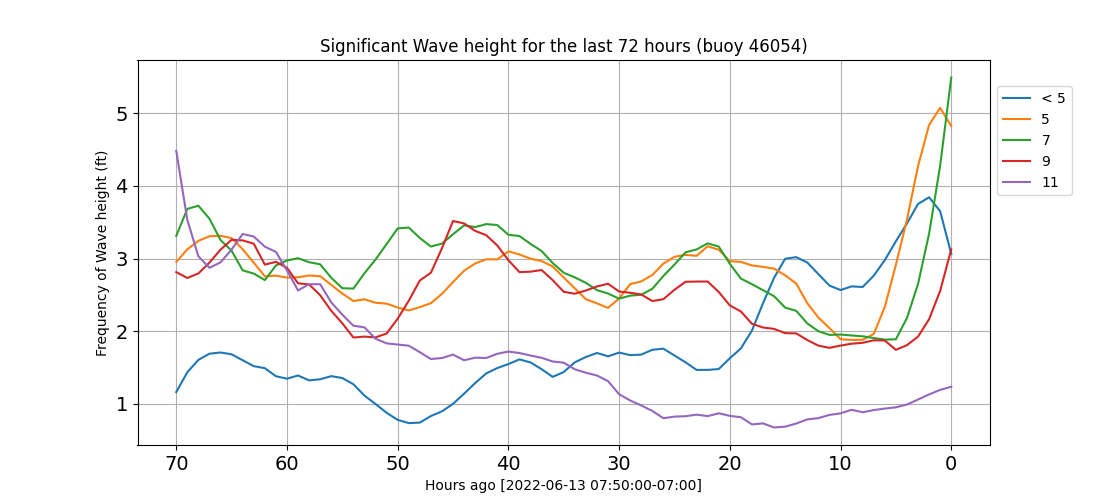 Significant Wave height for the last 72 hours (buoy 46054)
Frequency of Wave height (ft)
5
4
3
2
1
70 60 50 40 30 20 10 0
Hours ago [2022-06-13 07:50:00-07:00]
< 5
5
7
9
11